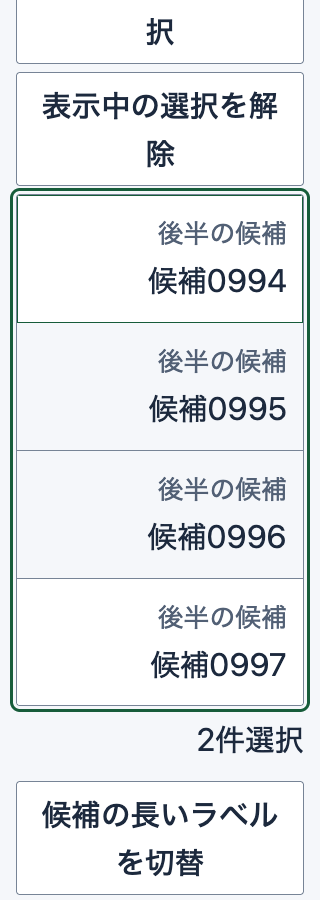 択
表示中の選択を解
除
後半の候補
候補0994
後半の候補
候補0995
後半の候補
候補0996
後半の候補
候補0997
2件選択
候補の長いラベル
を切替